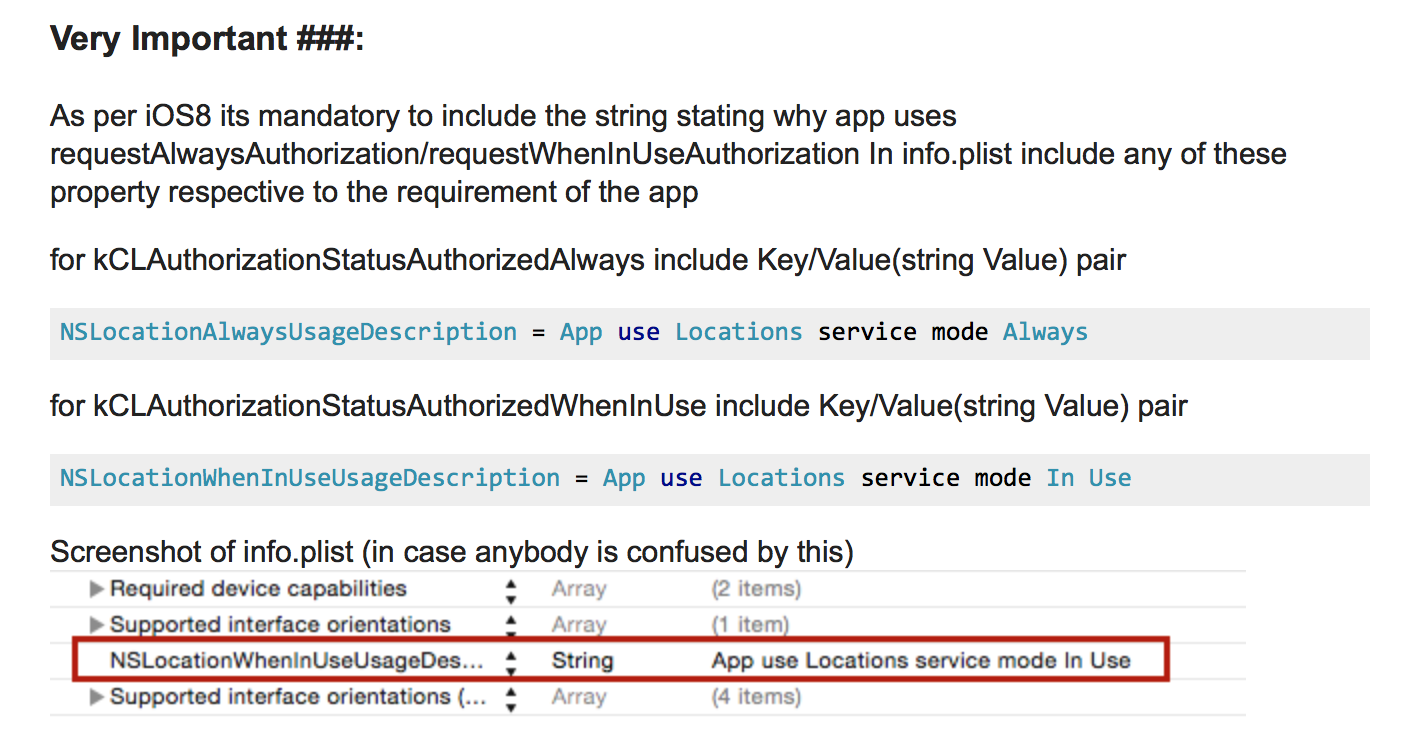 Very Important ###:
As per iOS8 its mandatory to include the string stating why app uses
requestAlwaysAuthorization/requestWhenInUseAuthorization In info.plist include any of these
property respective to the requirement of the app
for kCLAuthorizationStatusAuthorizedAlways include Key/Value(string Value) pair
NSLocationAlwaysUsageDescription = App use Locations service mode Always
for kCLAuthorizationStatusAuthorizedWhenInUse include Key/Value(string Value) pair
NSLocationWhenInUseUsageDescription = App use Locations service mode In Use
Screenshot of info.plist (in case anybody is confused by this)
Required device capabilities Array (2 items)
Supported interface orientations Array (1 item)
NSLocationWhenInUseUsageDes... String App use Locations service mode In Use
Supported interface orientations (... Array (4 items)